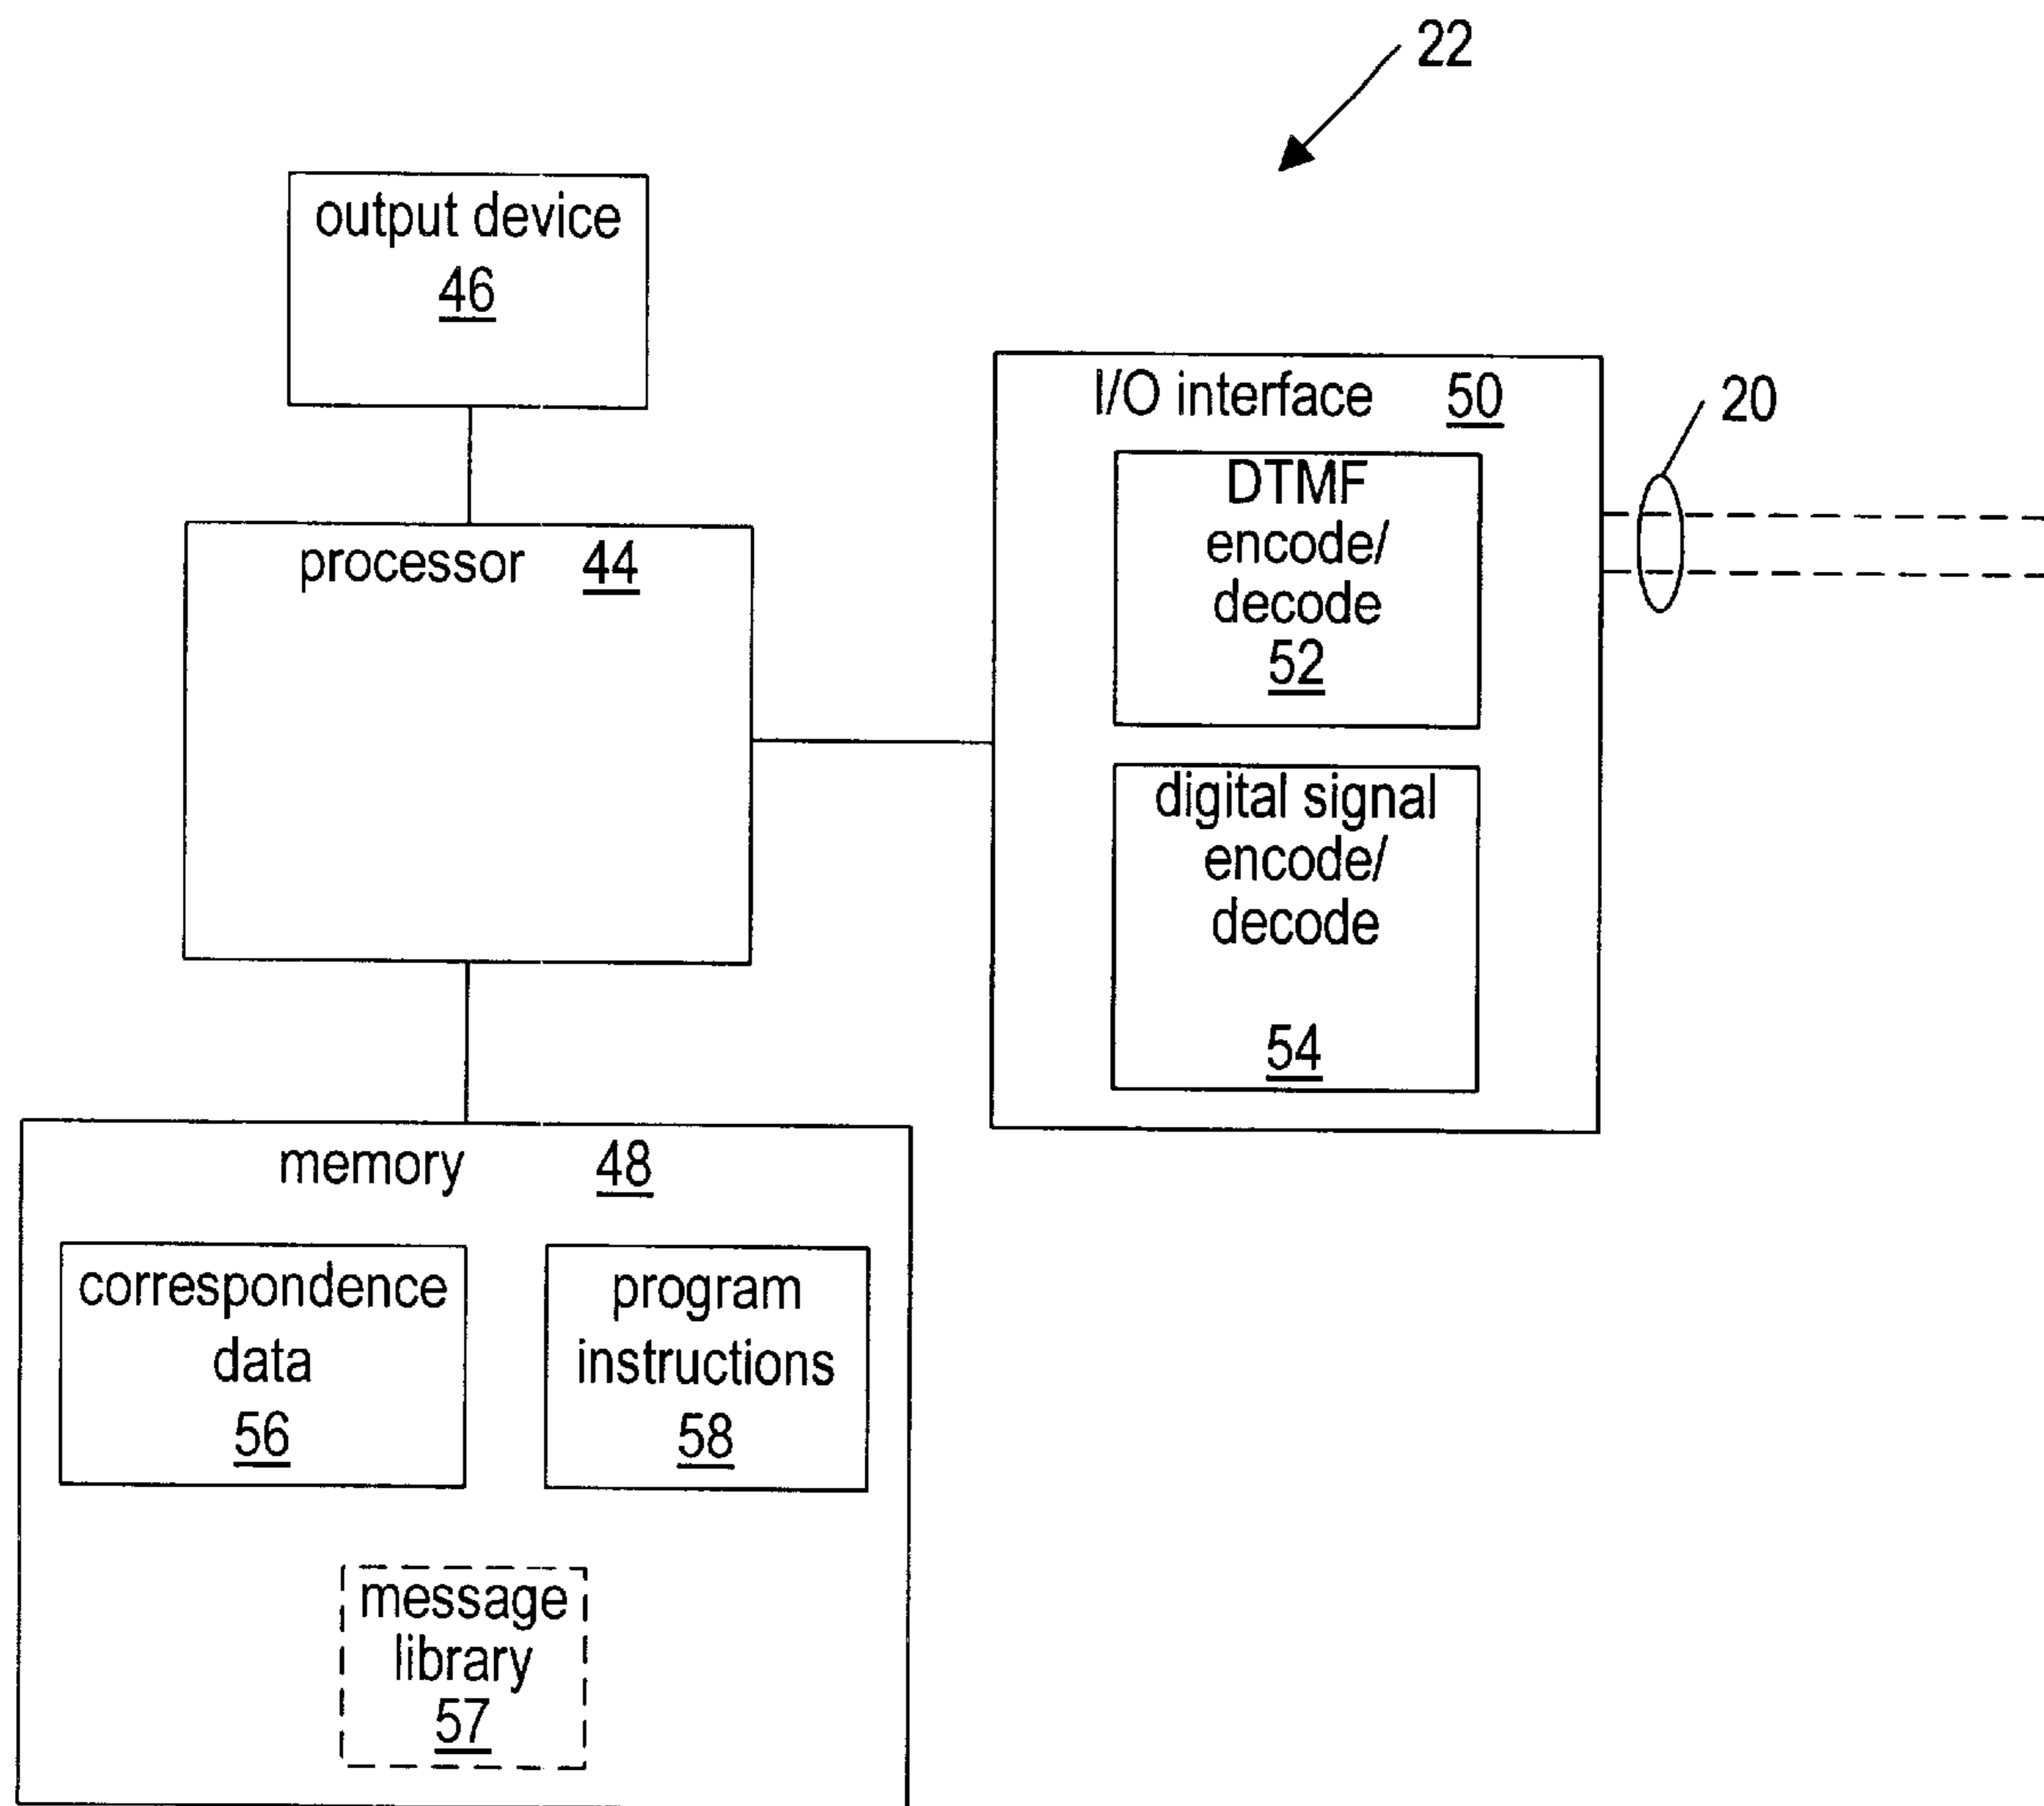 22
output device
46
I/O interface 50
20
DTMF
encode/
decode
52
processor 44
digital signal
encode/
decode
54
memory 48
correspondence
data
56
program
instructions
58
message
library
57